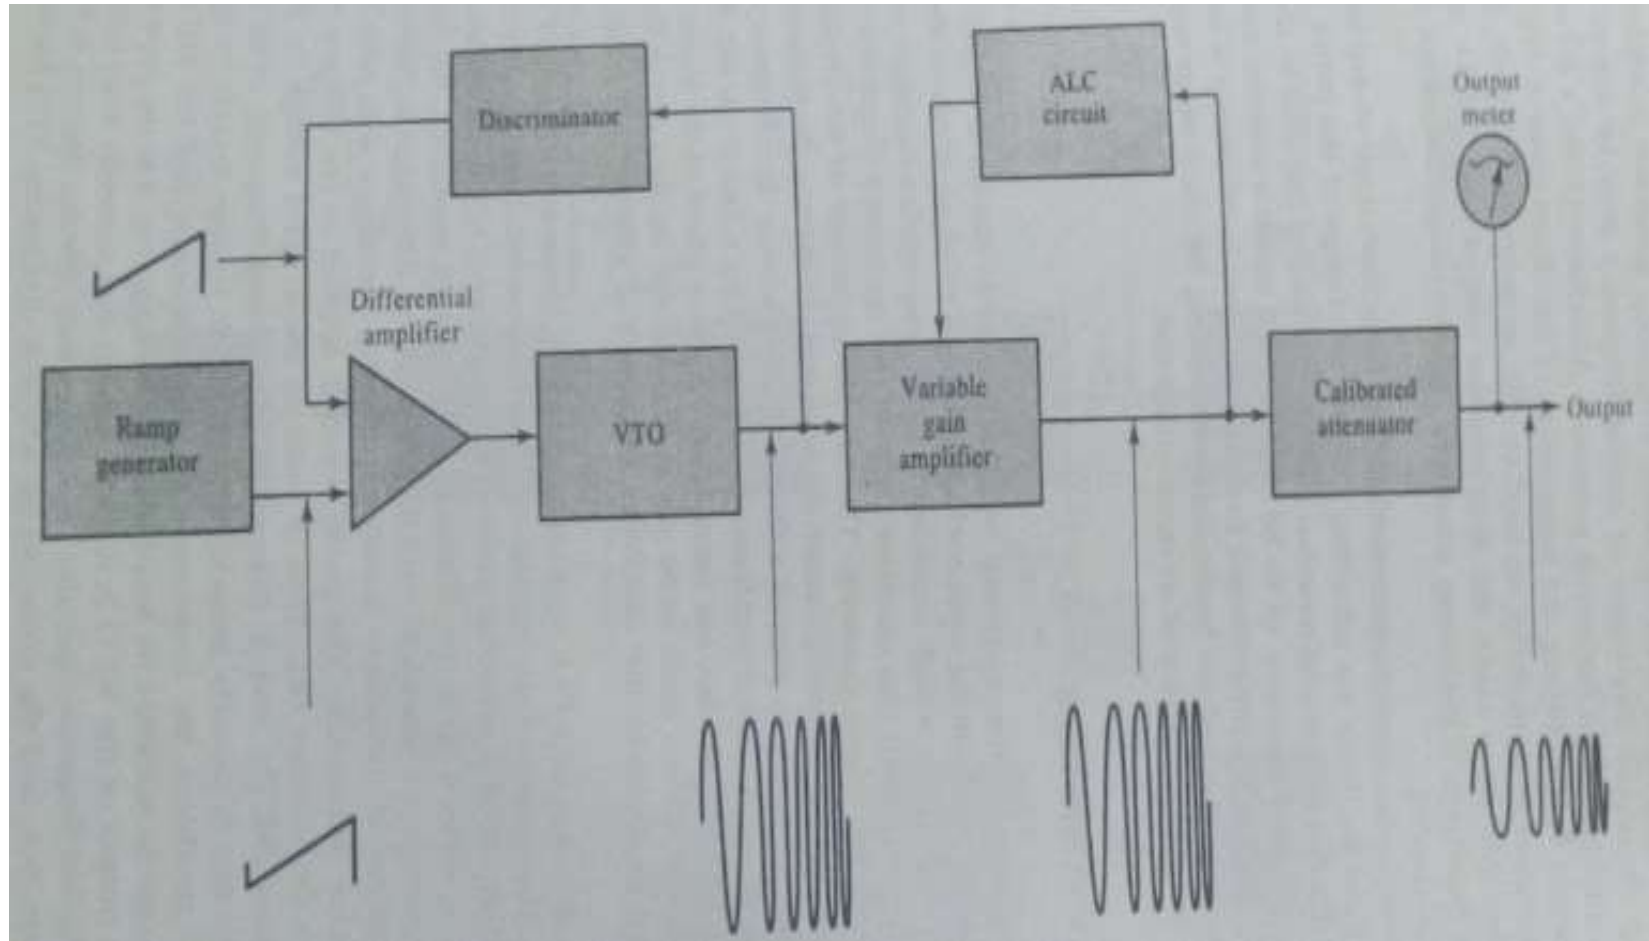 Discriminator
ALC
circuit
Output
meter
Differential
amplifier
Ramp
generator
VTO
Variable
gain
amplifier
Calibrated
attenuator
Output